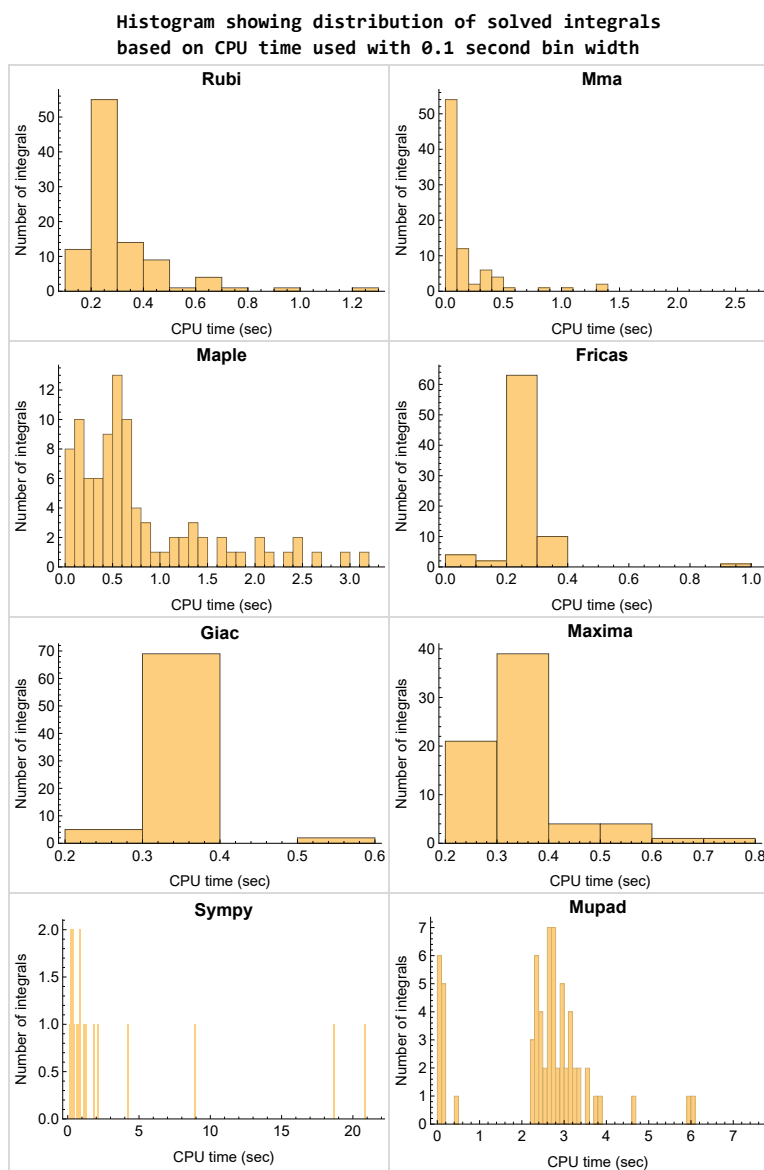 Histogram showing distribution of solved integrals
based on CPU time used with 0.1 second bin width
Rubi
Number of integrals
50
40
30
20
10
0
0.2 0.4 0.6 0.8 1.0 1.2
CPU time (sec)
Mma
Number of integrals
50
40
30
20
10
0
0.0 0.5 1.0 1.5 2.0 2.5
CPU time (sec)
Maple
Number of integrals
12
10
8
6
4
2
0
0.0 0.5 1.0 1.5 2.0 2.5 3.0
CPU time (sec)
Fricas
Number of integrals
60
50
40
30
20
10
0
0.0 0.2 0.4 0.6 0.8 1.0
CPU time (sec)
Giac
Number of integrals
70
60
50
40
30
20
10
0
0.2 0.3 0.4 0.5 0.6
CPU time (sec)
Maxima
Number of integrals
40
30
20
10
0
0.2 0.3 0.4 0.5 0.6 0.7 0.8
CPU time (sec)
Sympy
Number of integrals
2.0
1.5
1.0
0.5
0.0
0 5 10 15 20
CPU time (sec)
Mupad
Number of integrals
7
6
5
4
3
2
1
0
0 1 2 3 4 5 6 7
CPU time (sec)